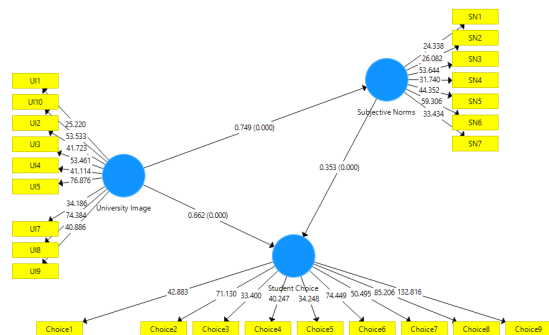 SN1
SN2
SN3
SN4
SN5
SN6
SN7
24.338
26.082
53.644
31.740
44.352
59.306
33.434
Subjective Norms
UI1
UI10
UI2
UI3
UI4
UI5
UI7
UI8
UI9
25.220
53.533
41.723
53.461
41.114
76.876
34.186
74.384
40.886
University Image
0.749 (0.000)
0.353 (0.000)
0.662 (0.000)
Student Choice
42.883
71.130
33.400
40.247
34.248
74.449
50.495
85.206
132.816
Choice1
Choice2
Choice3
Choice4
Choice5
Choice6
Choice7
Choice8
Choice9